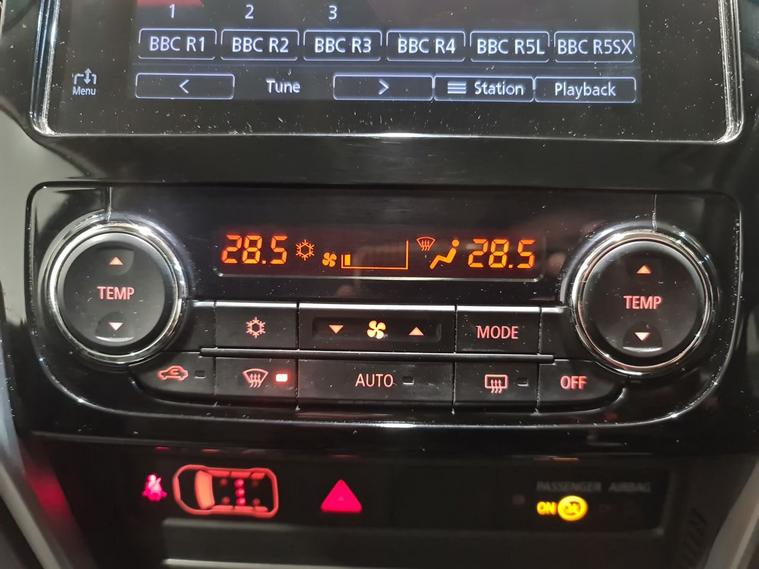 1 2 3
BBC R1 BBC R2 BBC R3 BBC R4 BBC R5L BBC R5SX
Menu < Tune > Station Playback
28.5 28.5
TEMP TEMP
MODE
AUTO OFF
PASSENGER AIRBAG
ON